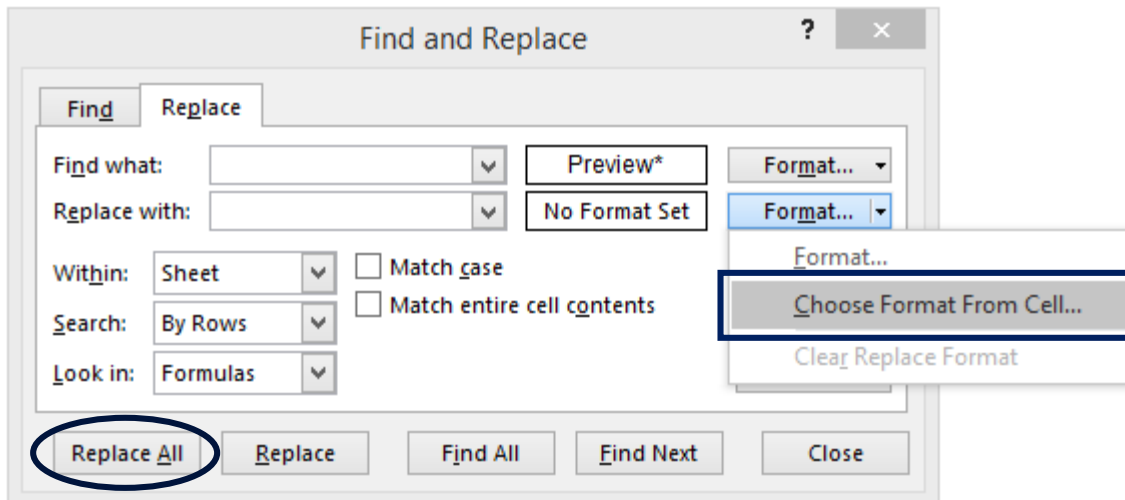 Find and Replace ? ×
Find Replace
Find what: Preview* Format...
Replace with: No Format Set Format...
Format...
Within: Sheet Match case
Choose Format From Cell...
Match entire cell contents
Search: By Rows
Clear Replace Format
Look in: Formulas
Replace All Replace Find All Find Next Close